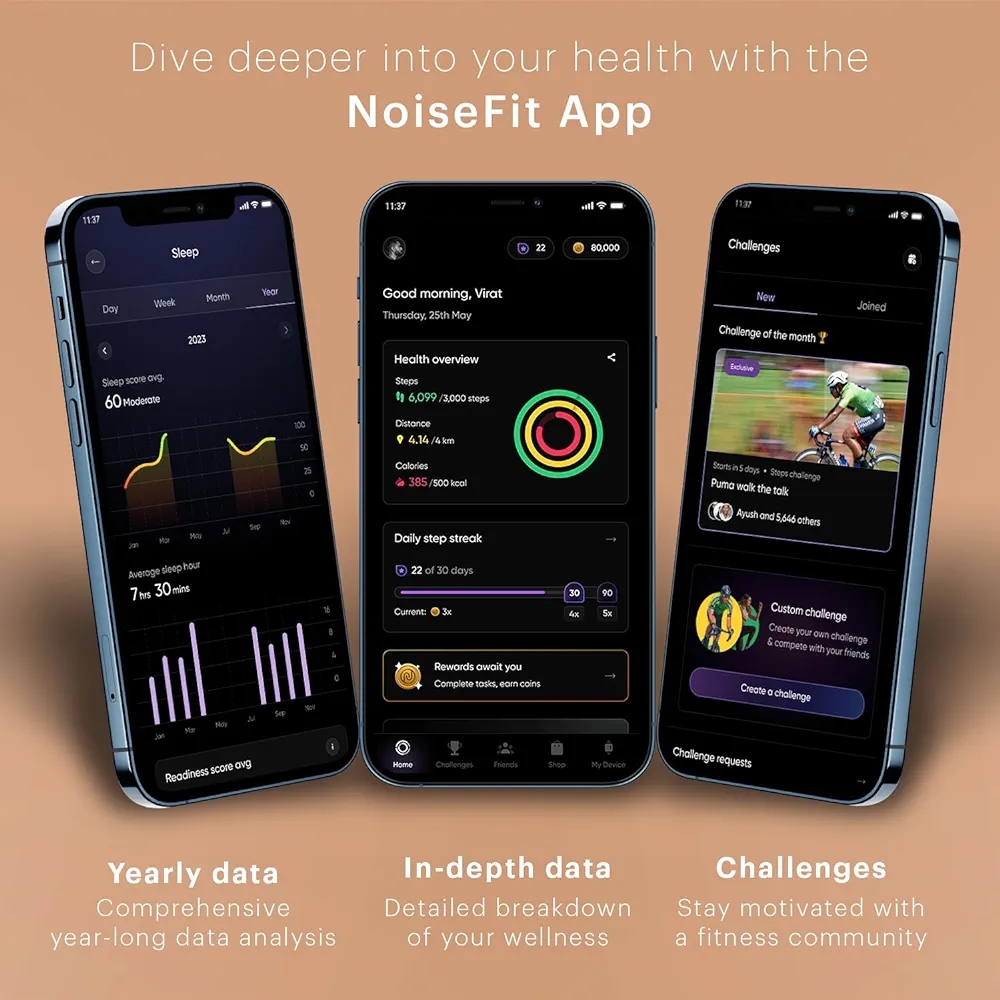 Dive deeper into your health with the
NoiseFit App
11:37
Sleep
Day Week Month Year
2023
Sleep score avg.
60 Moderate
100
50
25
0
Jan Mar May Jul Sep Nov
Average sleep hour
7 hrs 30 mins
16
8
4
0
Jan Mar May Jul Sep Nov
Readiness score avg
11:37
22 80,000
Good morning, Virat
Thursday, 25th May
Health overview
Steps
6,099 /3,000 steps
Distance
4.14 /4 km
Calories
385 /500 kcal
Daily step streak
22 of 30 days
30 90
Current: 3x 4x 5x
Rewards await you
Complete tasks, earn coins
Home Challenges Friends Shop My Device
11:37
Challenges
New Joined
Challenge of the month
Exclusive
Starts in 5 days • Steps challenge
Puma walk the talk
Ayush and 5,646 others
Custom challenge
Create your own challenge
& compete with your friends
Create a challenge
Challenge requests
Yearly data
Comprehensive
year-long data analysis
In-depth data
Detailed breakdown
of your wellness
Challenges
Stay motivated with
a fitness community